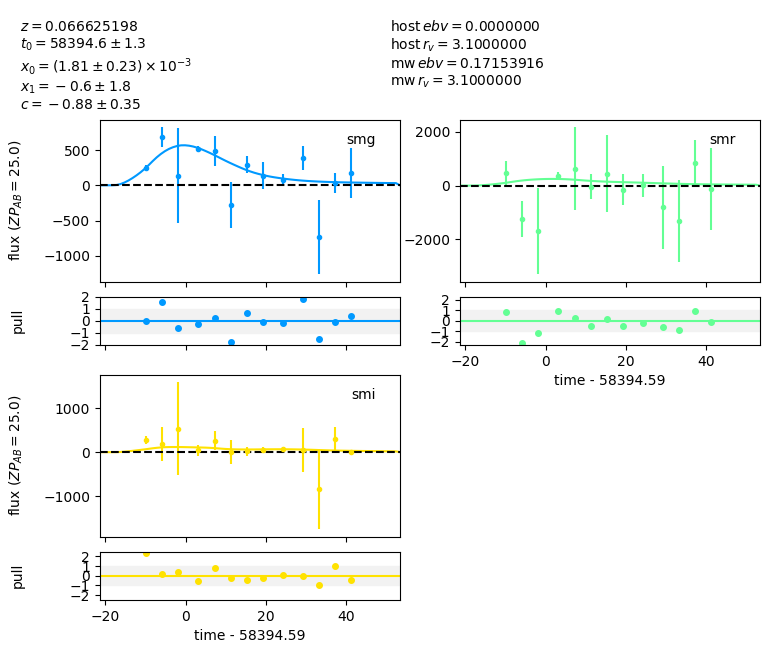 z = 0.066625198
t₀ = 58394.6 ± 1.3
x₀ = (1.81 ± 0.23) × 10⁻³
x₁ = −0.6 ± 1.8
c = −0.88 ± 0.35
host ebv = 0.0000000
host r_v = 3.1000000
mw ebv = 0.17153916
mw r_v = 3.1000000
smg
flux (ZP_AB = 25.0)
500
0
−500
−1000
smr
2000
0
−2000
pull
2
1
0
−1
−2
2
1
0
−1
−2
−20
0
20
40
time - 58394.59
smi
flux (ZP_AB = 25.0)
1000
0
−1000
pull
2
1
0
−1
−2
−20
0
20
40
time - 58394.59